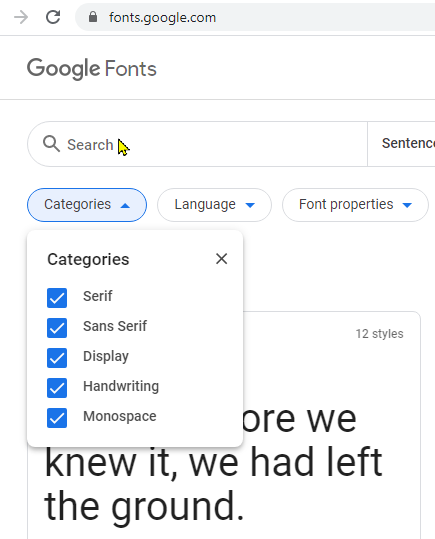 fonts.google.com
Google Fonts
Search
Sentence
Categories
Language
Font properties
Categories
Serif
Sans Serif
Display
Handwriting
Monospace
12 styles
ore we
knew it, we had left
the ground.